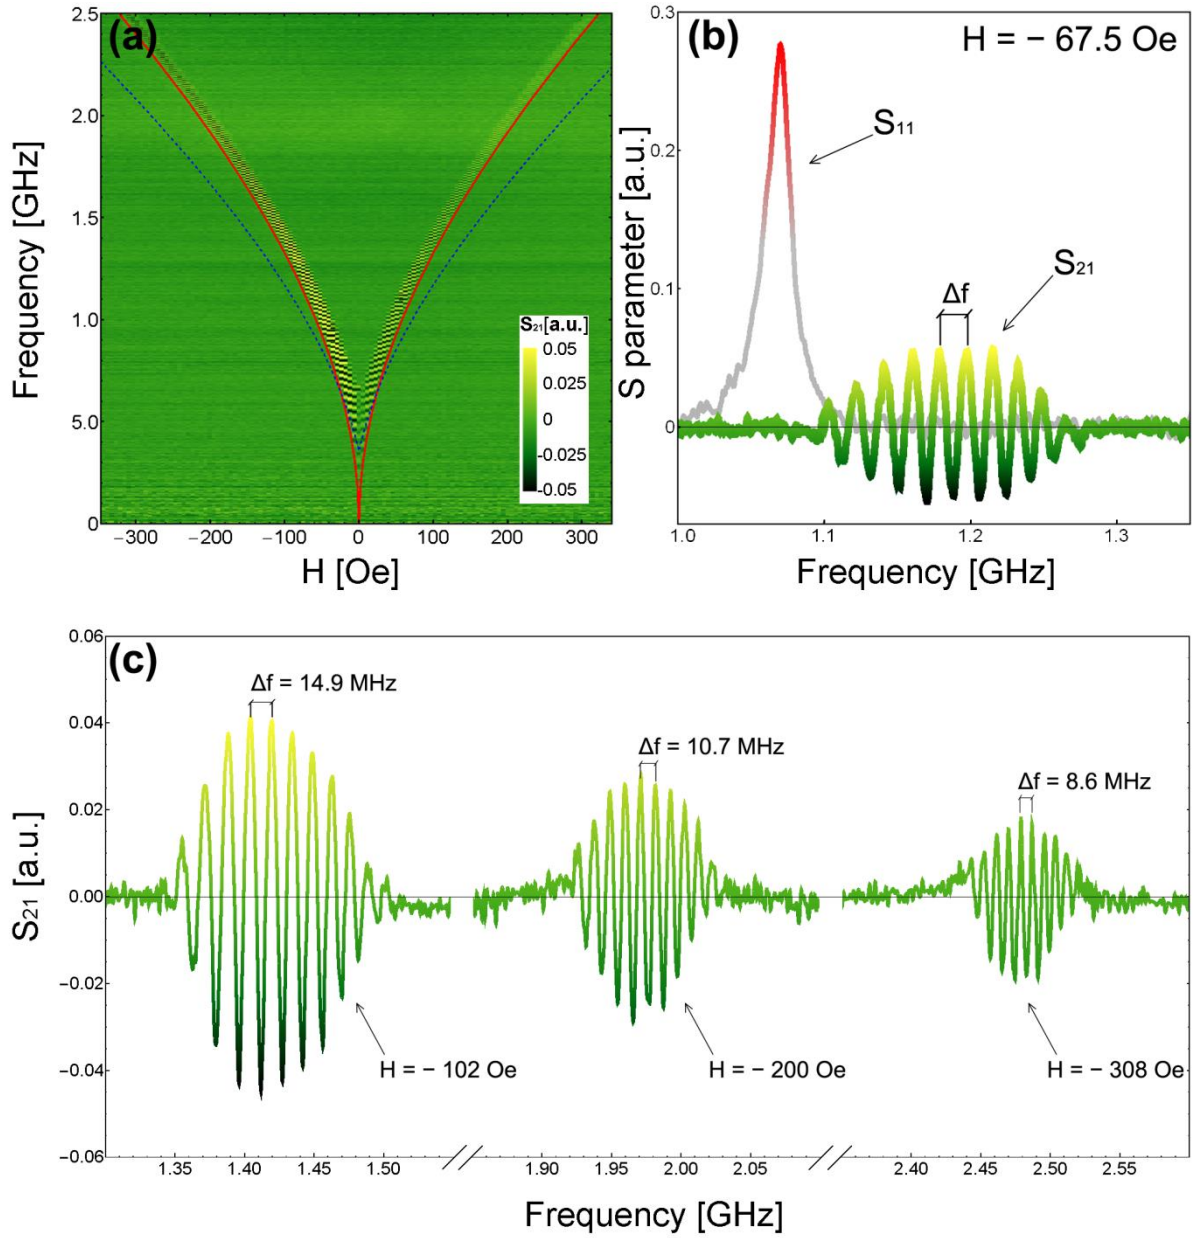 (a)
2.5
2.0
1.5
1.0
5.0
0
Frequency [GHz]
−300 −200 −100 0 100 200 300
H [Oe]
S21[a.u.]
0.05
0.025
0
-0.025
-0.05
(b)
H = − 67.5 Oe
0.3
0.2
0.1
0
S parameter [a.u.]
S11
S21
Δf
1.0 1.1 1.2 1.3
Frequency [GHz]
(c)
0.06
0.04
0.02
0.00
−0.02
−0.04
−0.06
S21 [a.u.]
Δf = 14.9 MHz
Δf = 10.7 MHz
Δf = 8.6 MHz
H = − 102 Oe
H = − 200 Oe
H = − 308 Oe
1.35 1.40 1.45 1.50 1.90 1.95 2.00 2.05 2.40 2.45 2.50 2.55
Frequency [GHz]